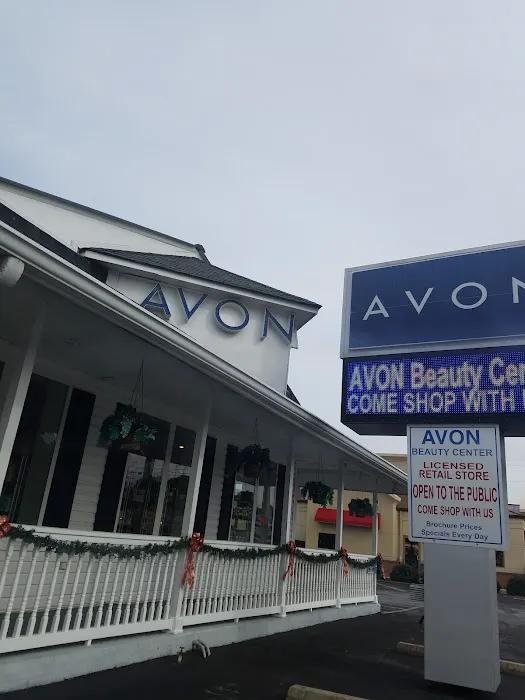 AVON
AVON
AVON Beauty Cen
COME SHOP WITH
AVON
BEAUTY CENTER
LICENSED
RETAIL STORE
OPEN TO THE PUBLIC
COME SHOP WITH US
Brochure Prices
Specials Every Day